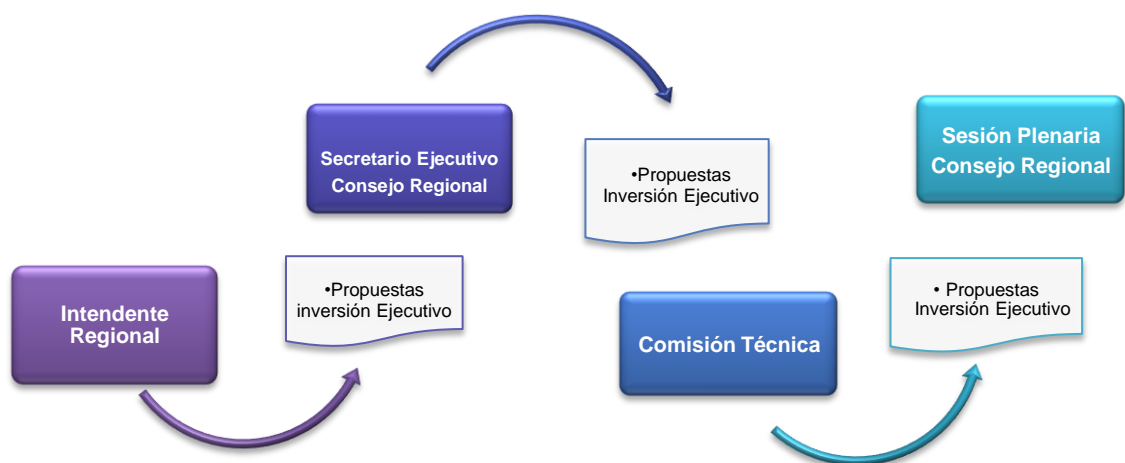 Intendente
Regional
•Propuestas
inversión Ejecutivo
Secretario Ejecutivo
Consejo Regional
•Propuestas
Inversión Ejecutivo
Comisión Técnica
• Propuestas
Inversión Ejecutivo
Sesión Plenaria
Consejo Regional